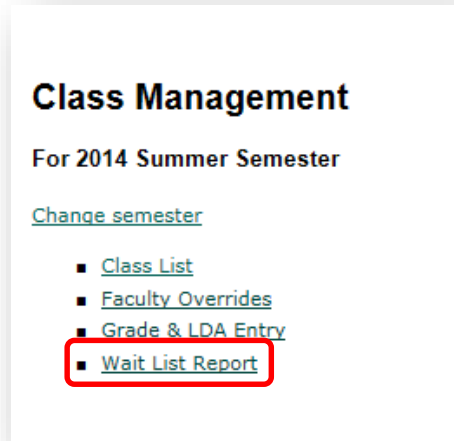 Class Management
For 2014 Summer Semester
Change semester
Class List
Faculty Overrides
Grade & LDA Entry
Wait List Report